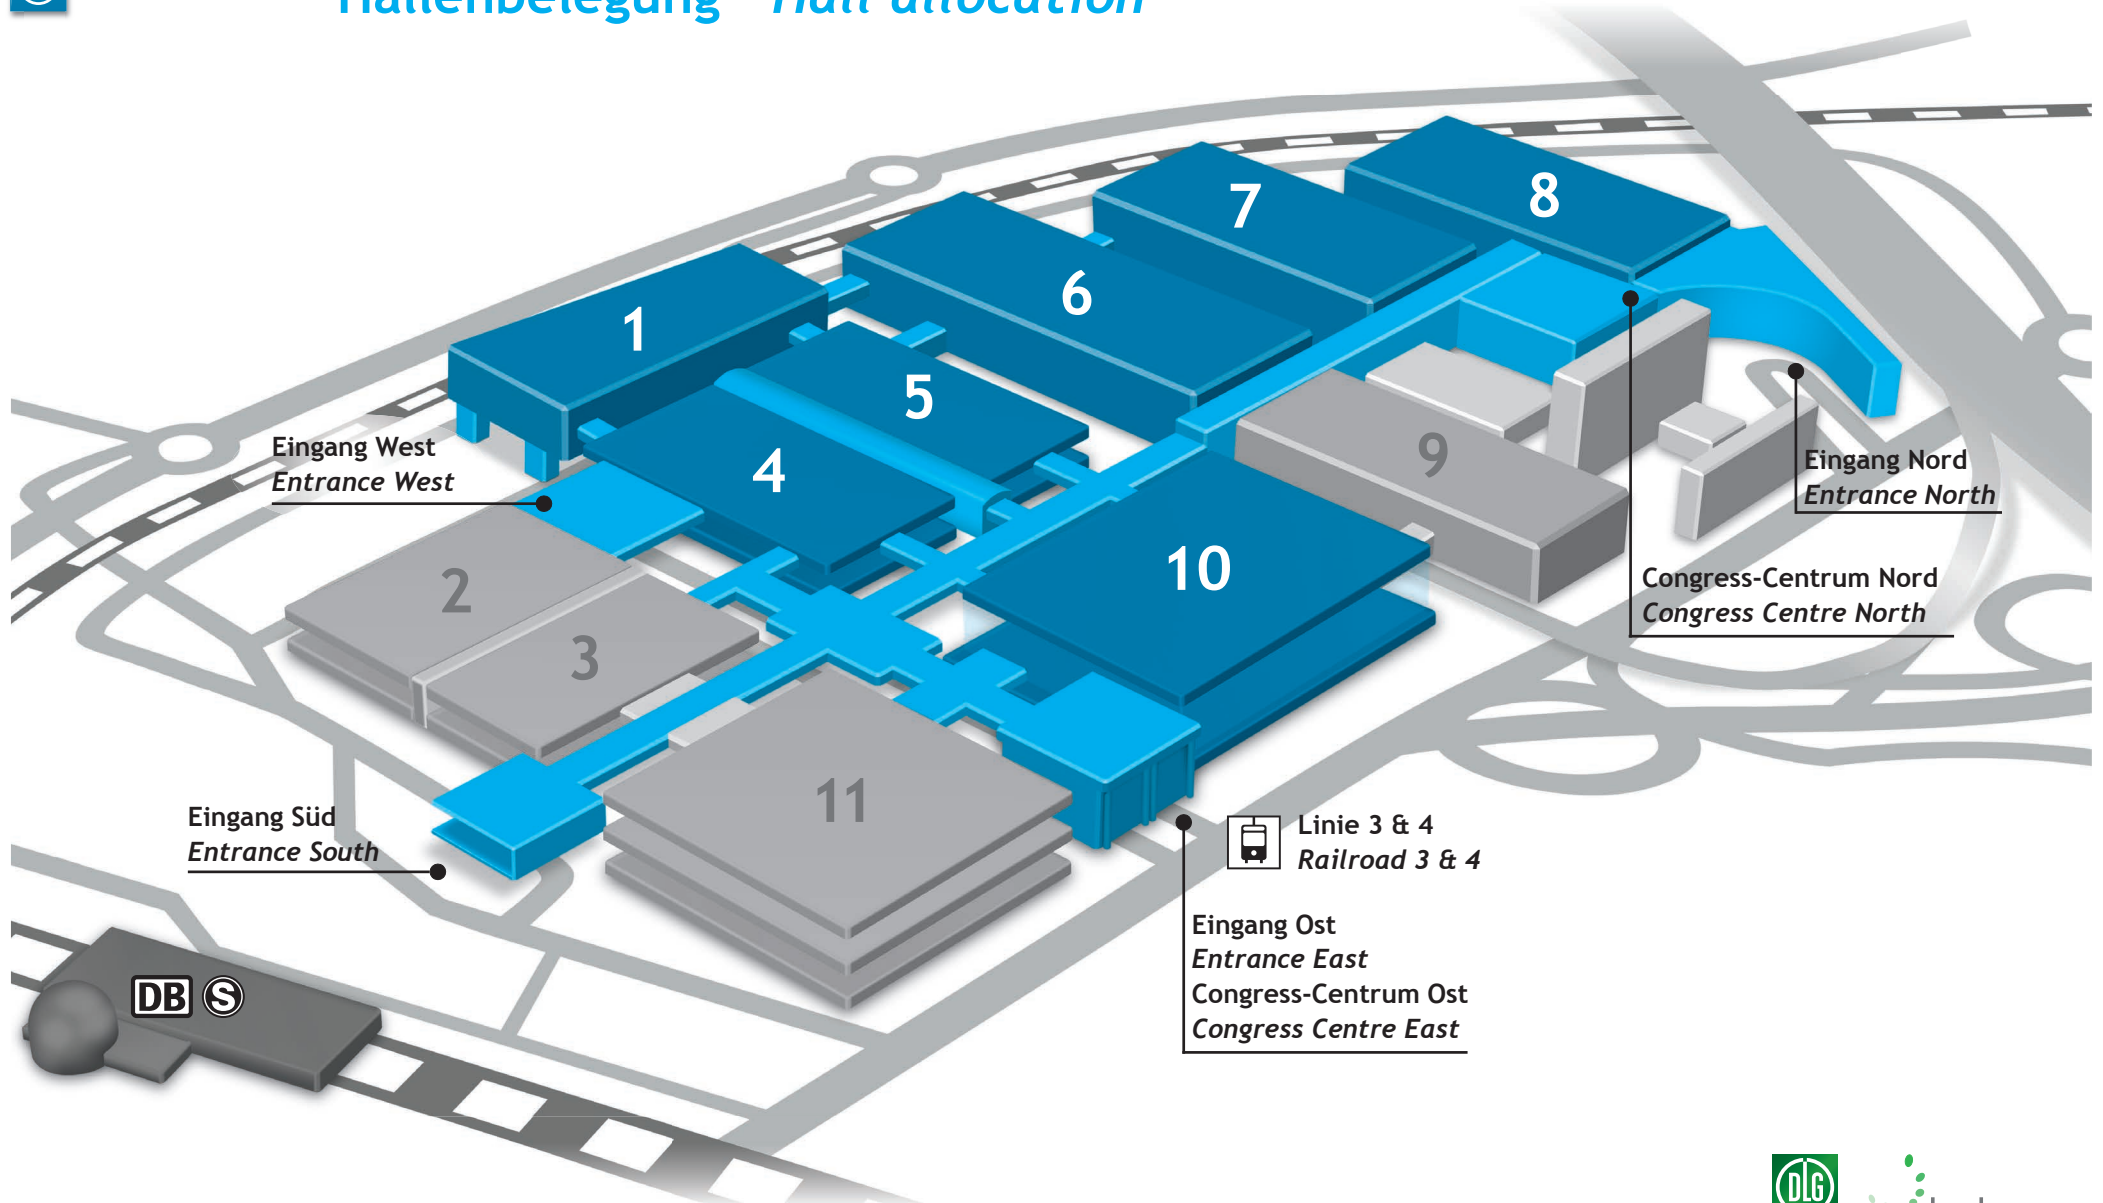 Hallenbelegung Hall allocation
8
7
6
1
5
4
9
10
2
3
11
Eingang West
Entrance West
Eingang Nord
Entrance North
Congress-Centrum Nord
Congress Centre North
Eingang Süd
Entrance South
Linie 3 & 4
Railroad 3 & 4
Eingang Ost
Entrance East
Congress-Centrum Ost
Congress Centre East
DB S
DLG